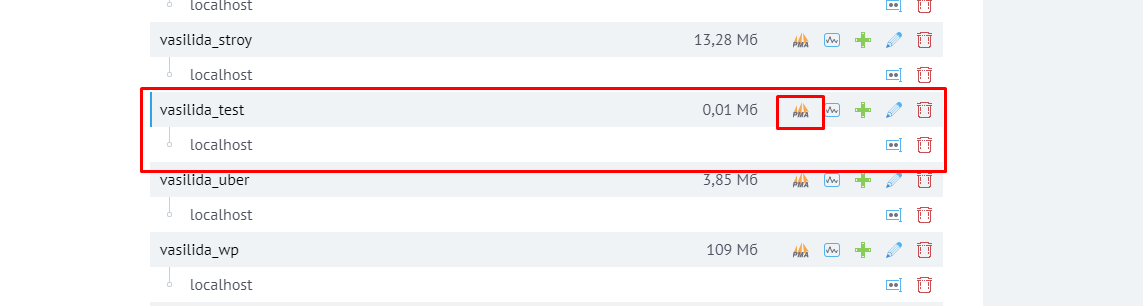 localhost
vasilida_stroy 13,28 Мб PMA
localhost
vasilida_test 0,01 Мб PMA
localhost
vasilida_uber 3,85 Мб PMA
localhost
vasilida_wp 109 Мб PMA
localhost